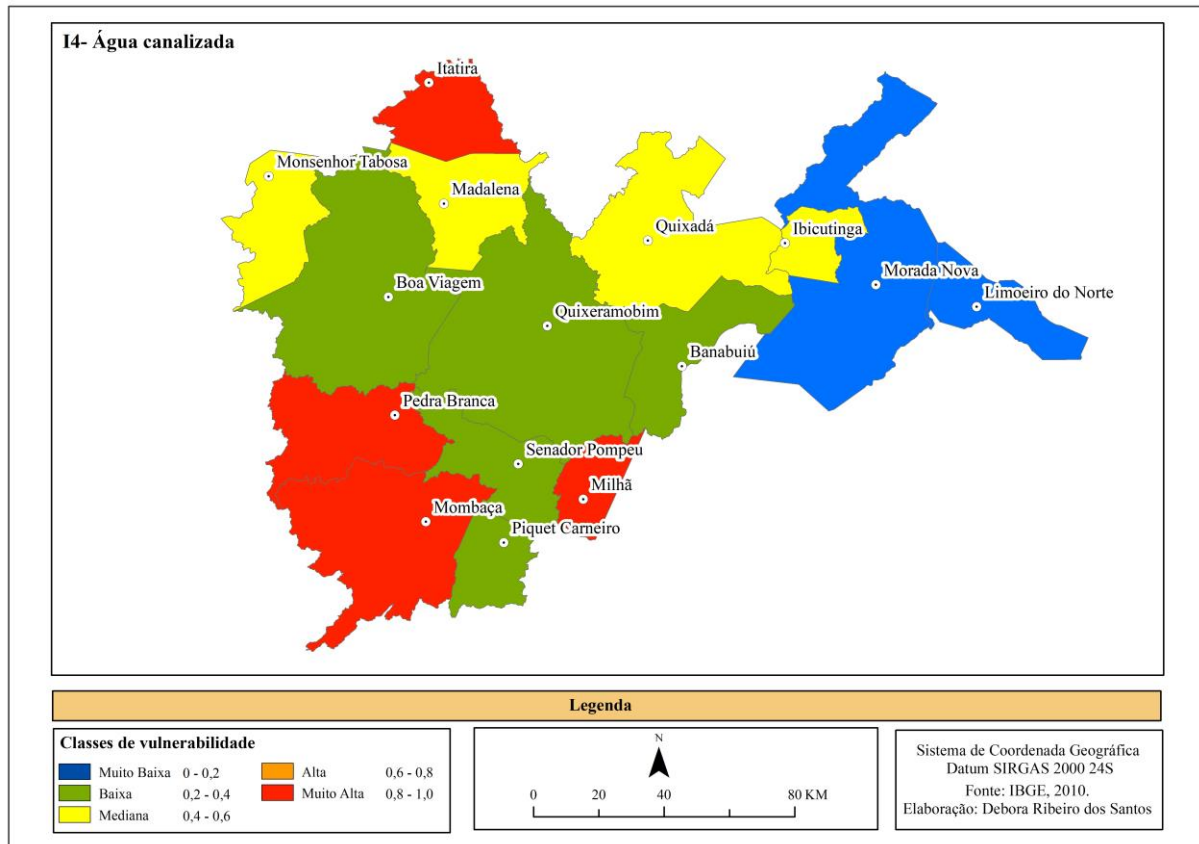 I4- Água canalizada
Itatira
Monsenhor Tabosa
Madalena
Quixadá
Ibicutinga
Morada Nova
Limoeiro do Norte
Boa Viagem
Quixeramobim
Banabuiú
Pedra Branca
Senador Pompeu
Milhã
Mombaça
Piquet Carneiro
Legenda
Classes de vulnerabilidade
Muito Baixa 0 - 0,2
Baixa 0,2 - 0,4
Mediana 0,4 - 0,6
Alta 0,6 - 0,8
Muito Alta 0,8 - 1,0
N
0 20 40 80 KM
Sistema de Coordenada Geográfica
Datum SIRGAS 2000 24S
Fonte: IBGE, 2010.
Elaboração: Debora Ribeiro dos Santos